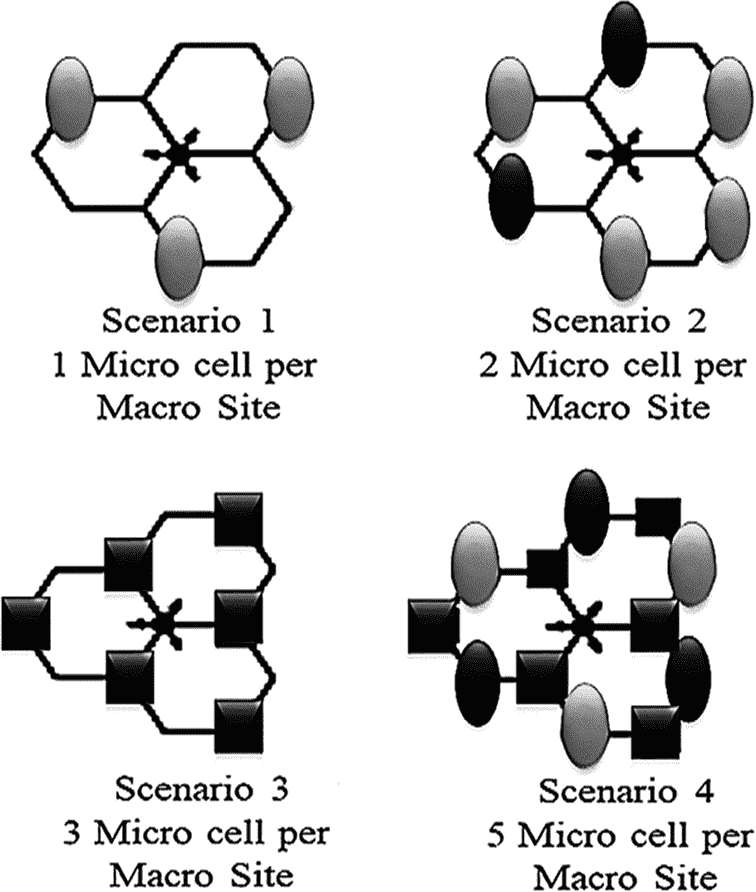 Scenario 1
1 Micro cell per
Macro Site
Scenario 2
2 Micro cell per
Macro Site
Scenario 3
3 Micro cell per
Macro Site
Scenario 4
5 Micro cell per
Macro Site